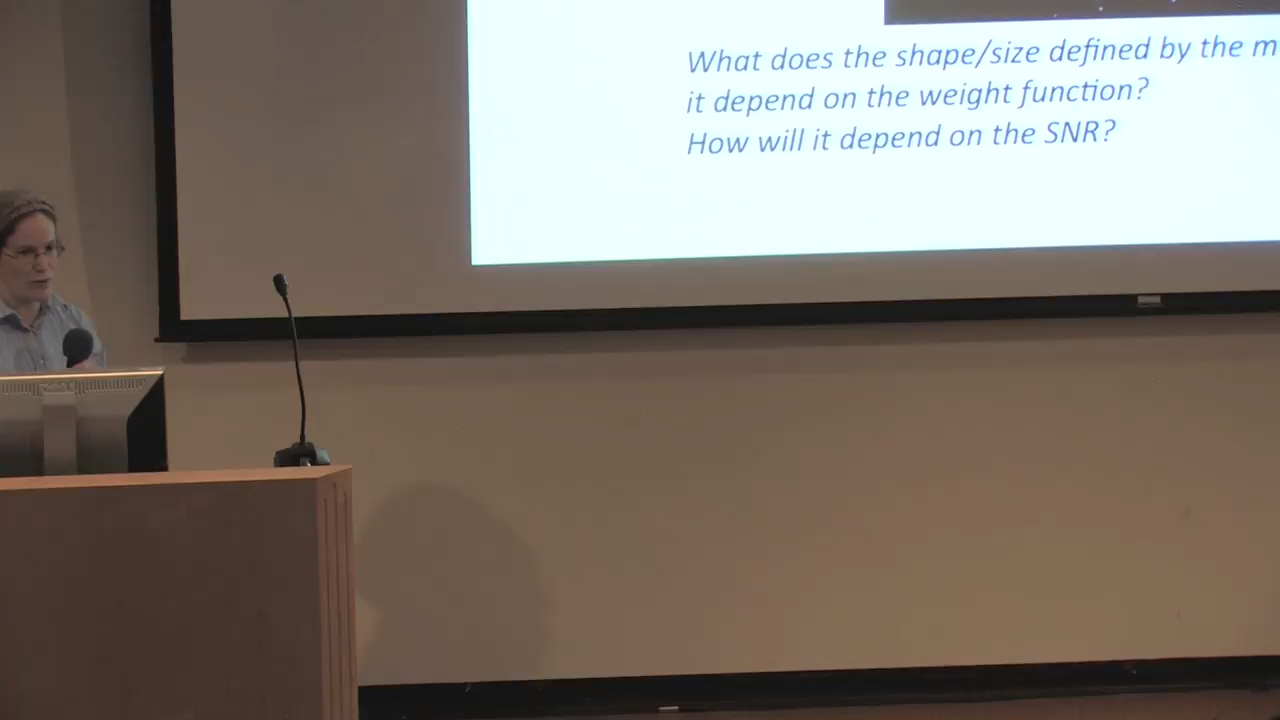 What does the shape/size defined by the
it depend on the weight function?
How will it depend on the SNR?